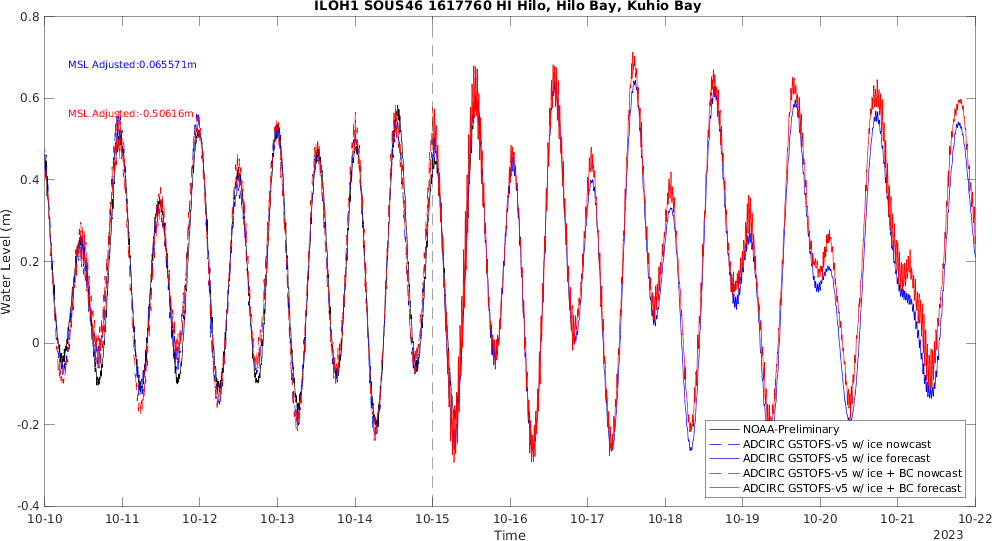 ILOH1 SOUS46 1617760 HI Hilo, Hilo Bay, Kuhio Bay
0.8
0.6
0.4
0.2
0
-0.2
-0.4
Water Level (m)
MSL Adjusted:0.065571m
MSL Adjusted:-0.50616m
NOAA-Preliminary
ADCIRC GSTOFS-v5 w/ ice nowcast
ADCIRC GSTOFS-v5 w/ ice forecast
ADCIRC GSTOFS-v5 w/ ice + BC nowcast
ADCIRC GSTOFS-v5 w/ ice + BC forecast
10-10 10-11 10-12 10-13 10-14 10-15 10-16 10-17 10-18 10-19 10-20 10-21 10-22
Time
2023